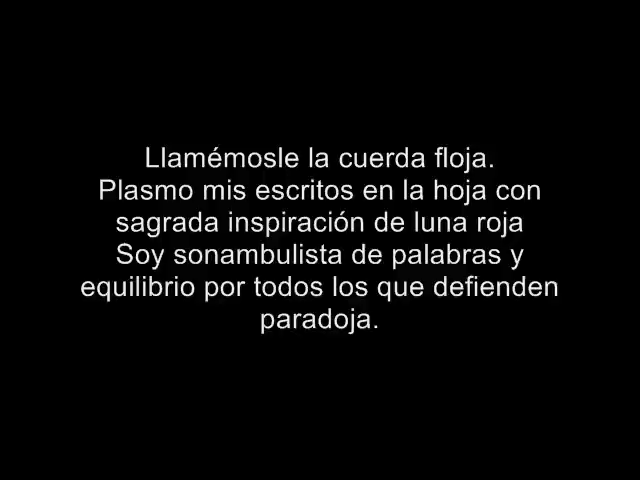 Llamémosle la cuerda floja.
Plasmo mis escritos en la hoja con
sagrada inspiración de luna roja
Soy sonambulista de palabras y
equilibrio por todos los que defienden
paradoja.